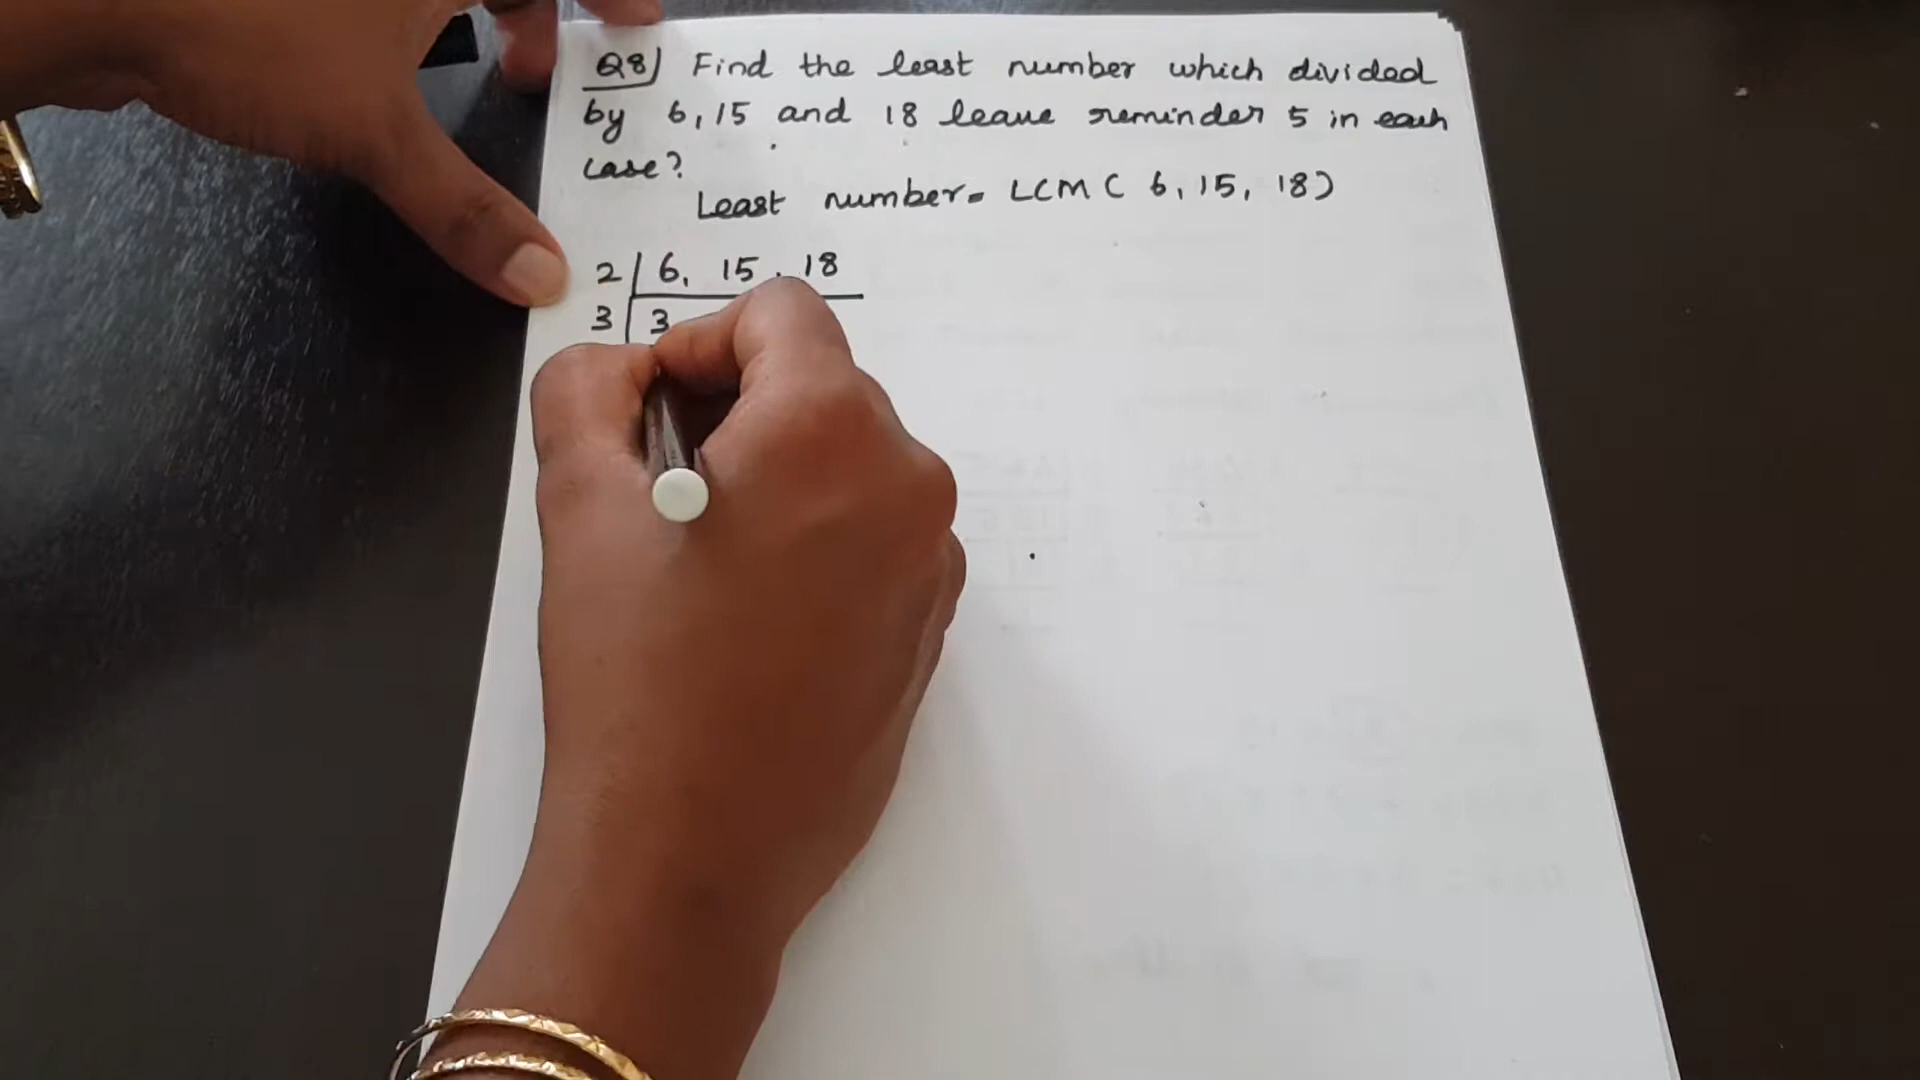 Q8) Find the least number which divided
by 6, 15 and 18 leave reminder 5 in each
case?
Least number = LCM ( 6, 15, 18)
2 | 6, 15, 18
3 | 3